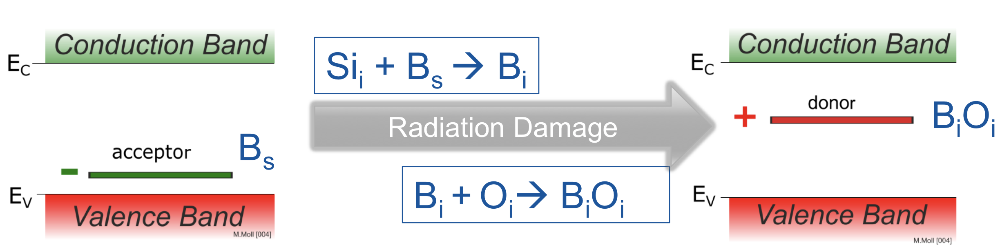 Conduction Band
E_C
acceptor
B_s
-
E_V
Valence Band
M.Moll [004]
Si_i + B_s → B_i
Radiation Damage
B_i + O_i → B_iO_i
Conduction Band
E_C
donor
+
B_iO_i
E_V
Valence Band
M.Moll [004]